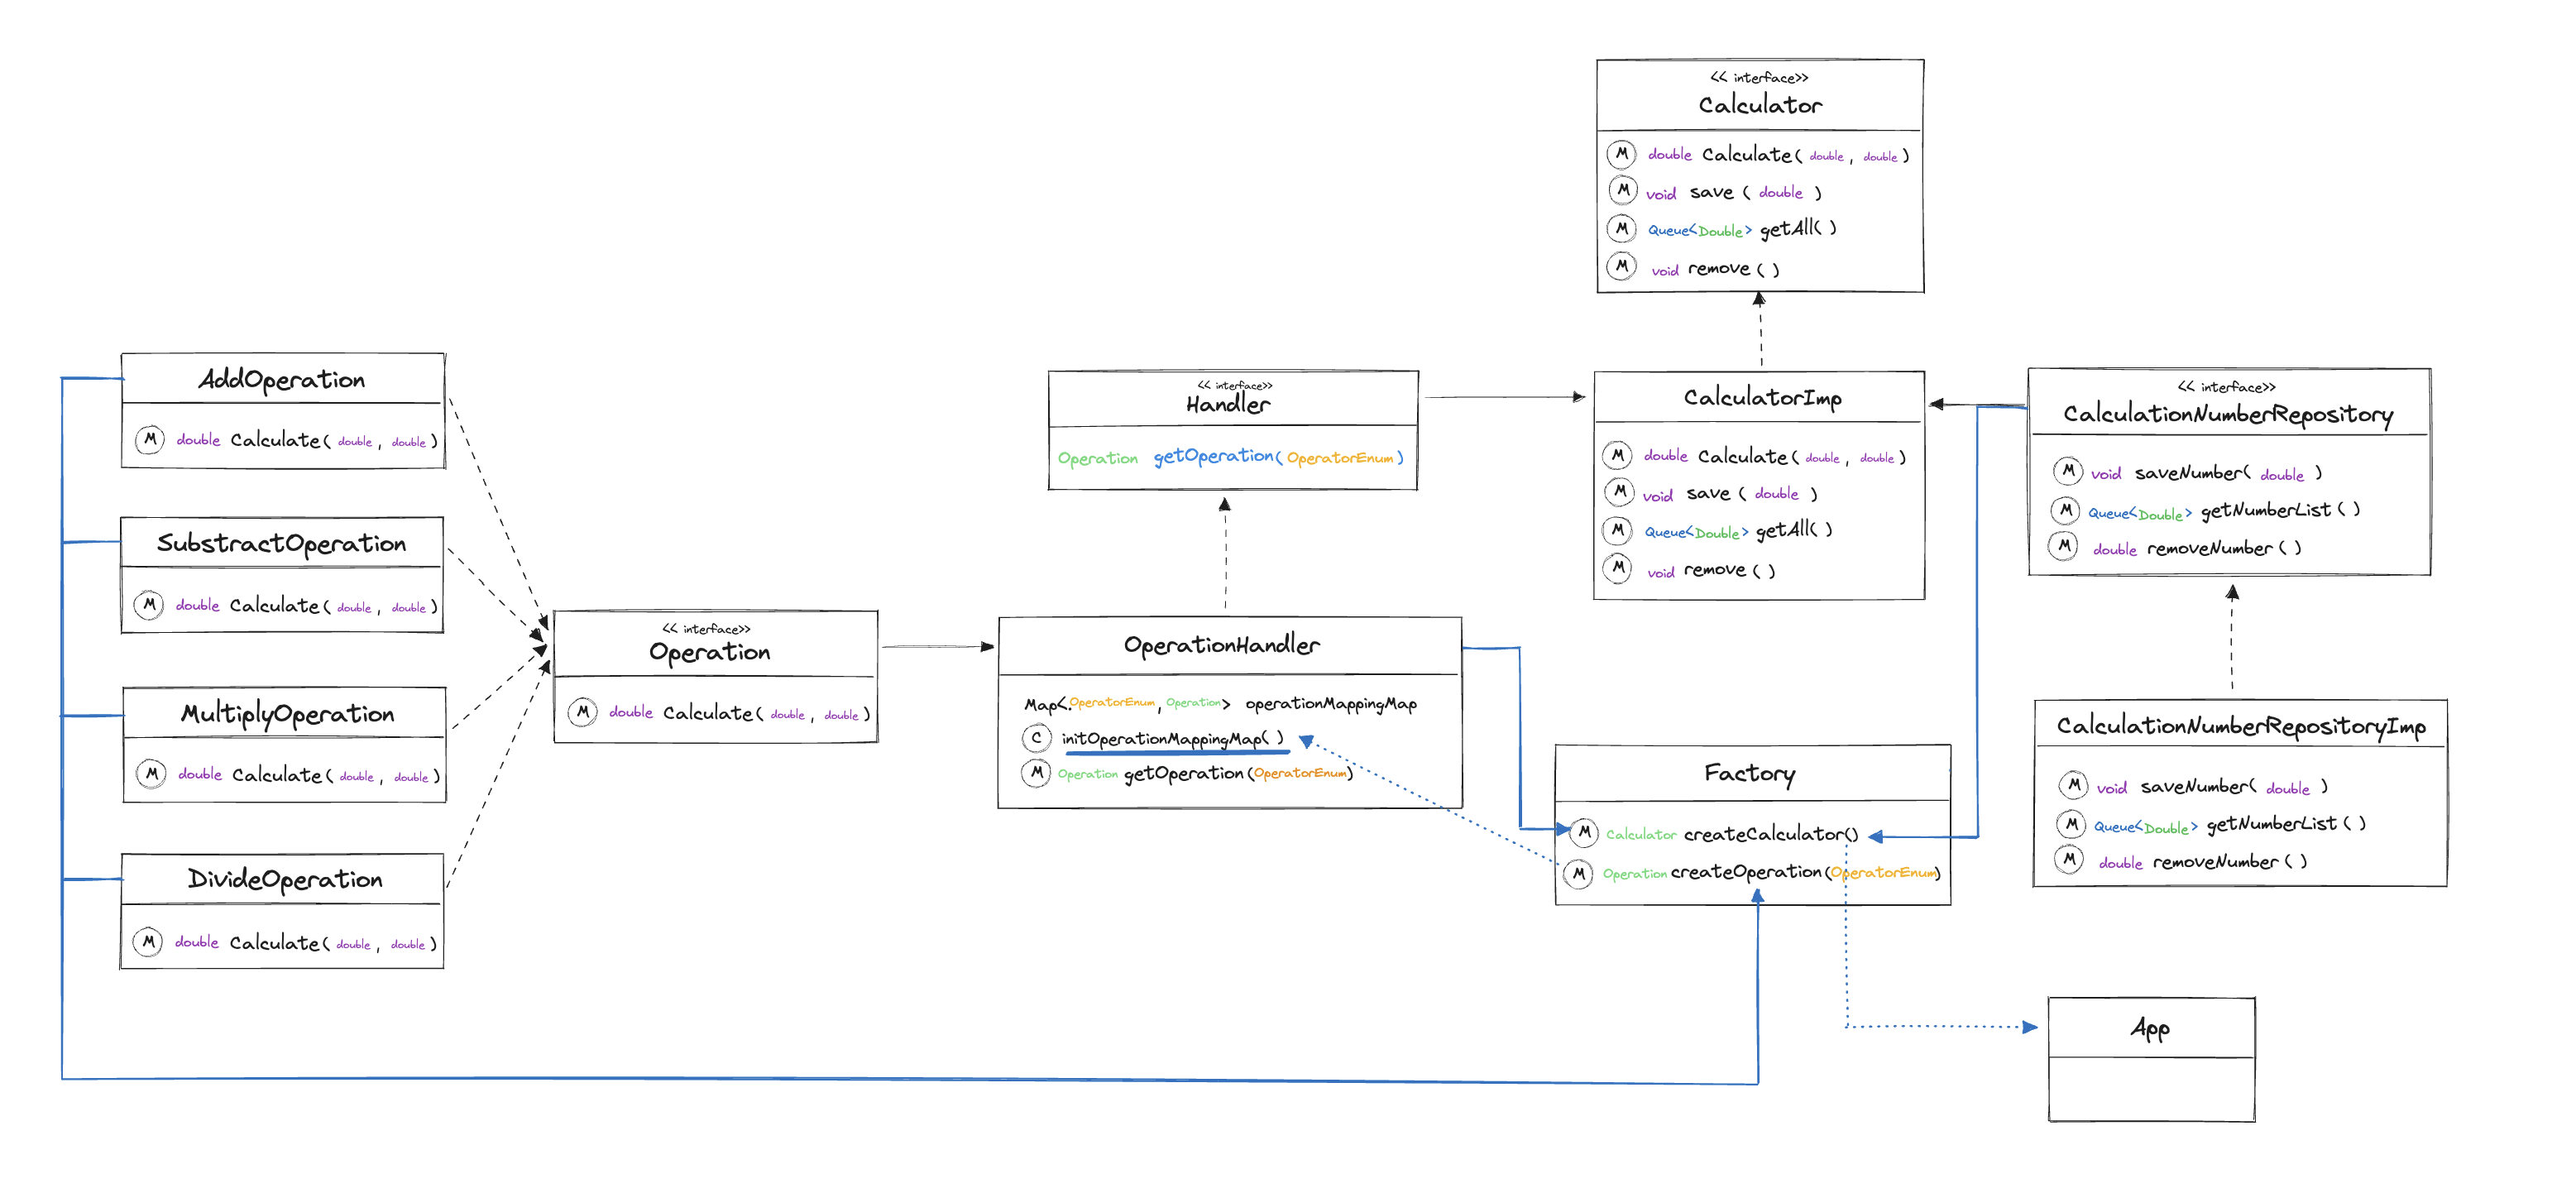 << interface>>
Calculator
M double Calculate( double , double )
M void save ( double )
M Queue<Double> getAll( )
M void remove ( )
AddOperation
M double Calculate( double , double )
SubstractOperation
M double Calculate( double , double )
MultiplyOperation
M double Calculate( double , double )
DivideOperation
M double Calculate( double , double )
<< interface>>
Operation
M double Calculate( double , double )
<< interface>>
Handler
Operation getOperation( OperatorEnum )
OperationHandler
Map<.OperatorEnum , Operation> operationMappingMap
C initOperationMappingMap( )
M Operation getOperation(OperatorEnum)
CalculatorImp
M double Calculate( double , double )
M void save ( double )
M Queue<Double> getAll( )
M void remove ( )
<< interface>>
CalculationNumberRepository
M void saveNumber( double )
M Queue<Double> getNumberList ( )
M double removeNumber ( )
CalculationNumberRepositoryImp
M void saveNumber( double )
M Queue<Double> getNumberList ( )
M double removeNumber ( )
Factory
M Calculator createCalculator()
M Operation createOperation(OperatorEnum)
App